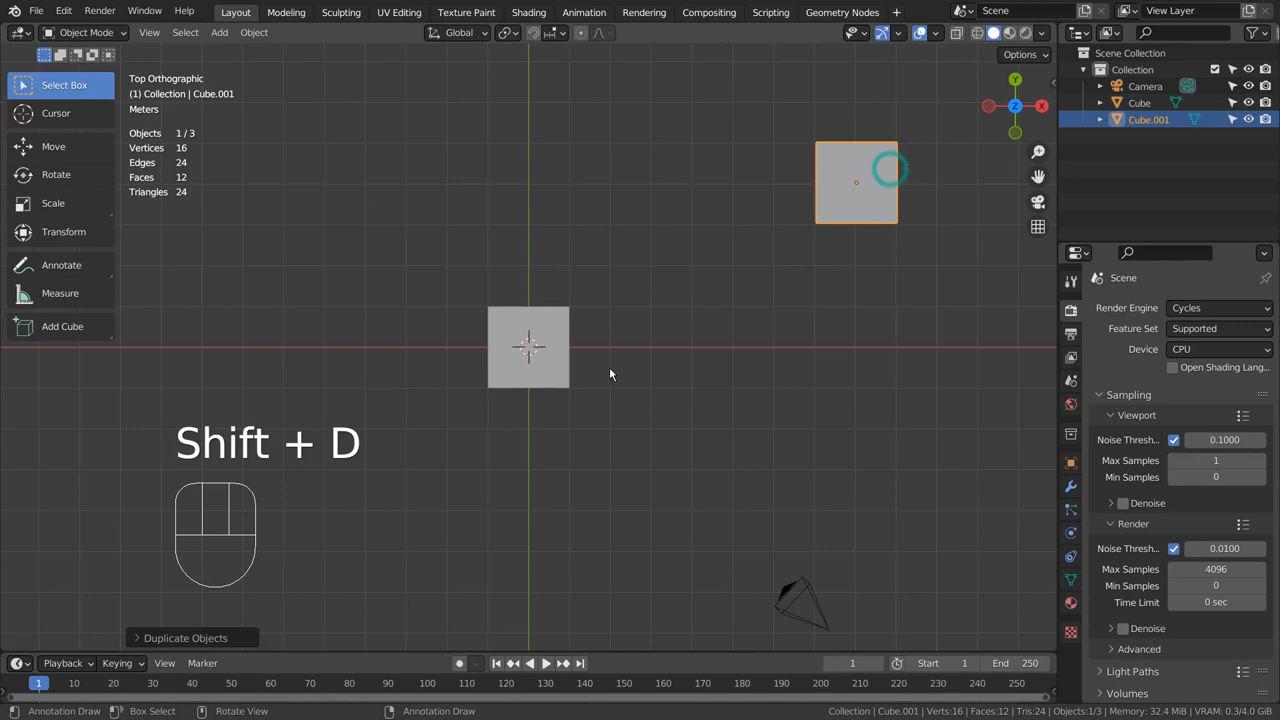 File Edit Render Window Help
Layout Modeling Sculpting UV Editing Texture Paint Shading Animation Rendering Compositing Scripting Geometry Nodes +
Scene
View Layer
Object Mode View Select Add Object
Global
Options
Select Box
Cursor
Move
Rotate
Scale
Transform
Annotate
Measure
Add Cube
Top Orthographic
(1) Collection | Cube.001
Meters
Objects 1/3
Vertices 16
Edges 24
Faces 12
Triangles 24
Y
Z
X
Shift + D
Duplicate Objects
Scene Collection
Collection
Camera
Cube
Cube.001
Scene
Render Engine Cycles
Feature Set Supported
Device CPU
Open Shading Lang...
Sampling
Viewport
Noise Thresh... 0.1000
Max Samples 1
Min Samples 0
Denoise
Render
Noise Thresh... 0.0100
Max Samples 4096
Min Samples 0
Time Limit 0 sec
Denoise
Advanced
Light Paths
Volumes
Playback Keying View Marker
1 Start 1 End 250
1 10 20 30 40 50 60 70 80 90 100 110 120 130 140 150 160 170 180 190 200 210 220 230 240 250
Annotation Draw Box Select Rotate View Annotation Draw
Collection | Cube.001 | Verts:16 | Faces:12 | Tris:24 | Objects:1/3 | Memory: 32.4 MiB | VRAM: 0.3/4.0 GiB